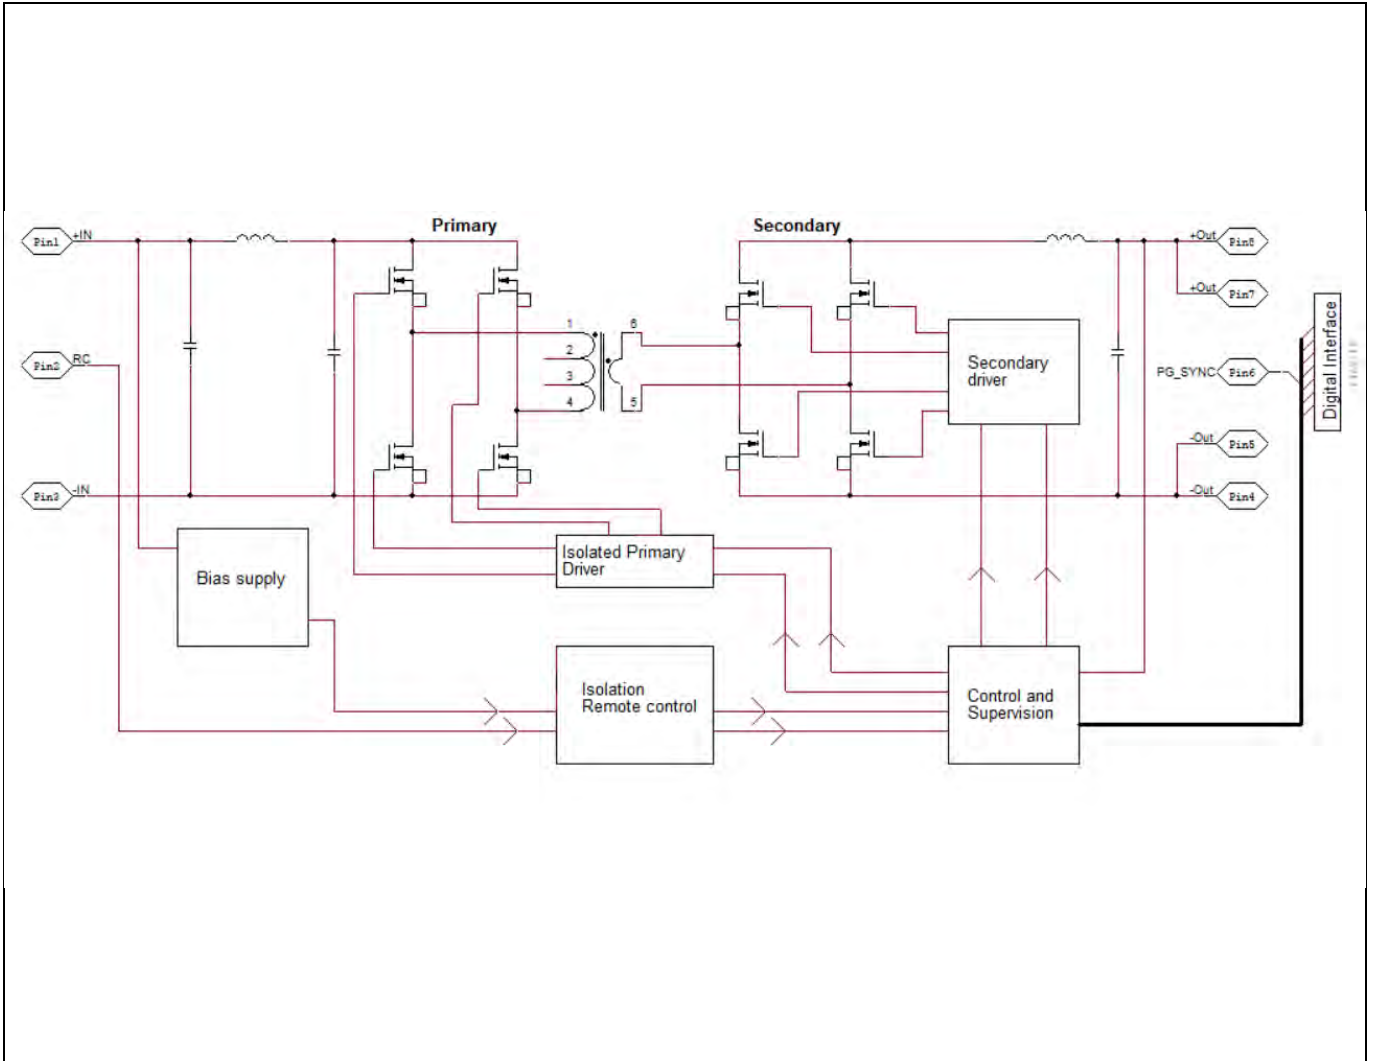 Primary
Secondary
Pin1
+IN
+Out
Pin8
+Out
Pin7
1
2
3
4
6
5
Secondary
driver
Digital Interface
Pin2
RC
PG_SYNC
Pin6
-Out
Pin5
Pin3
-IN
-Out
Pin4
Isolated Primary
Driver
Bias supply
Isolation
Remote control
Control and
Supervision